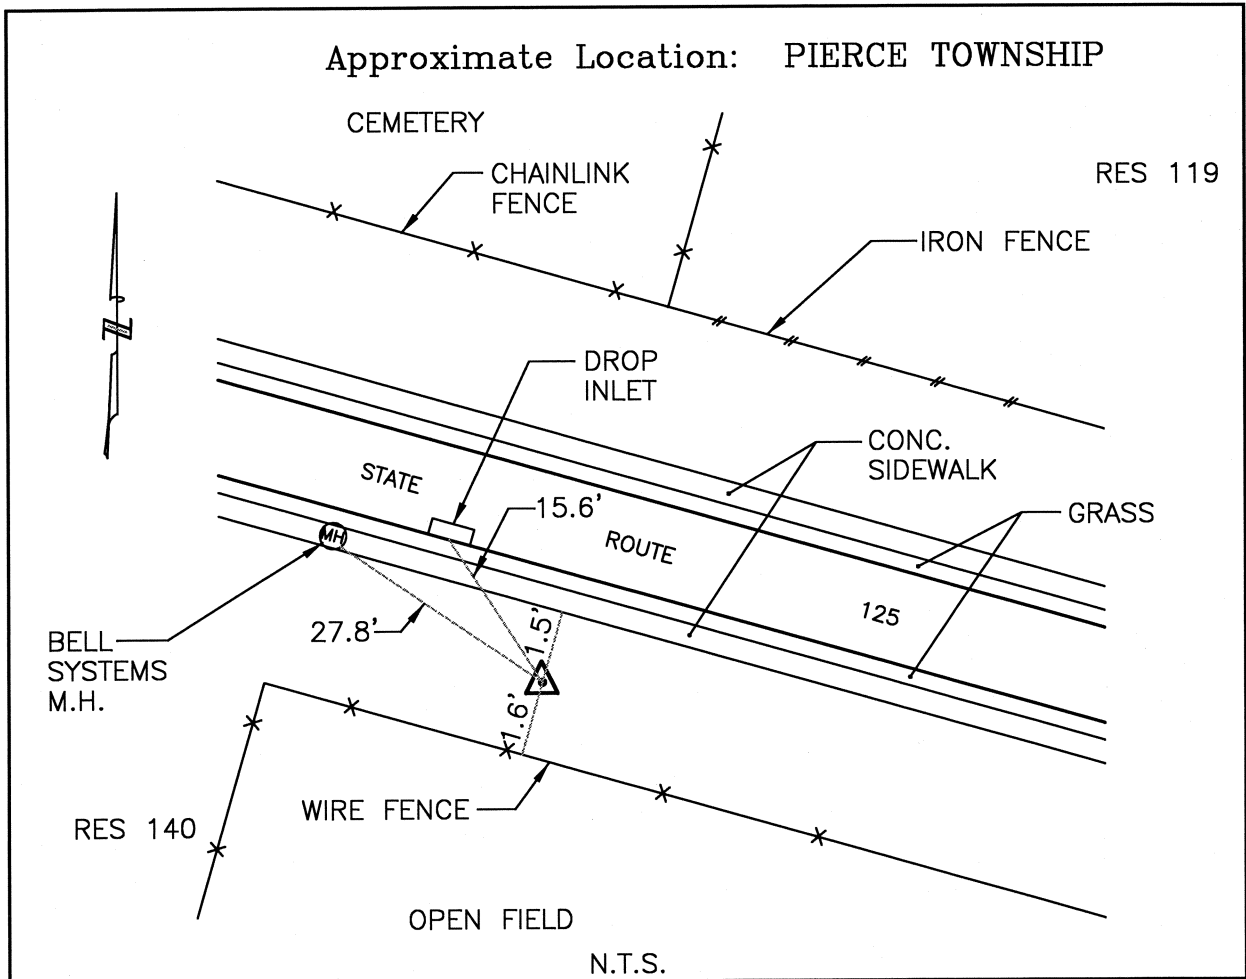 Approximate Location: PIERCE TOWNSHIP
CEMETERY
CHAINLINK
FENCE
RES 119
IRON FENCE
N
DROP
INLET
CONC.
SIDEWALK
STATE
15.6'
ROUTE
GRASS
MH
125
27.8'
1.5'
BELL
SYSTEMS
M.H.
1.6'
WIRE FENCE
RES 140
OPEN FIELD
N.T.S.